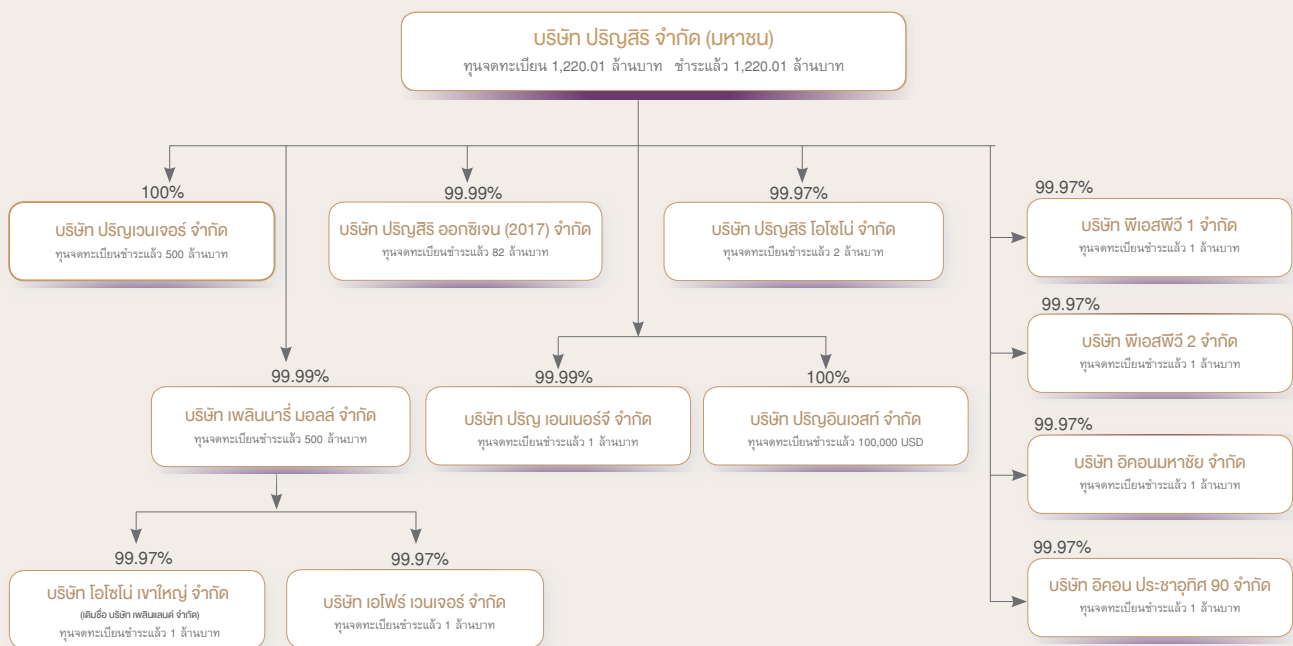 บริษัท ปริญสิริ จำกัด (มหาชน)
ทุนจดทะเบียน 1,220.01 ล้านบาท ชำระแล้ว 1,220.01 ล้านบาท
100%
บริษัท ปริญเวนเจอร์ จำกัด
ทุนจดทะเบียนชำระแล้ว 500 ล้านบาท
99.99%
บริษัท ปริญสิริ ออกซิเจน (2017) จำกัด
ทุนจดทะเบียนชำระแล้ว 82 ล้านบาท
99.97%
บริษัท ปริญสิริ โอโซโน่ จำกัด
ทุนจดทะเบียนชำระแล้ว 2 ล้านบาท
99.97%
บริษัท พีเอสพีวี 1 จำกัด
ทุนจดทะเบียนชำระแล้ว 1 ล้านบาท
99.97%
บริษัท พีเอสพีวี 2 จำกัด
ทุนจดทะเบียนชำระแล้ว 1 ล้านบาท
99.99%
บริษัท เพลินนารี่ มอลล์ จำกัด
ทุนจดทะเบียนชำระแล้ว 500 ล้านบาท
99.99%
บริษัท ปริญ เอนเนอร์จี จำกัด
ทุนจดทะเบียนชำระแล้ว 1 ล้านบาท
100%
บริษัท ปริญอินเวสท์ จำกัด
ทุนจดทะเบียนชำระแล้ว 100,000 USD
99.97%
บริษัท อิคอนมหาชัย จำกัด
ทุนจดทะเบียนชำระแล้ว 1 ล้านบาท
99.97%
บริษัท โอโซโน่ เขาใหญ่ จำกัด
(เดิมชื่อ บริษัท เพลินแลนด์ จำกัด)
ทุนจดทะเบียนชำระแล้ว 1 ล้านบาท
99.97%
บริษัท เอโฟร์ เวนเจอร์ จำกัด
ทุนจดทะเบียนชำระแล้ว 1 ล้านบาท
99.97%
บริษัท อิคอน ประชาอุทิศ 90 จำกัด
ทุนจดทะเบียนชำระแล้ว 1 ล้านบาท